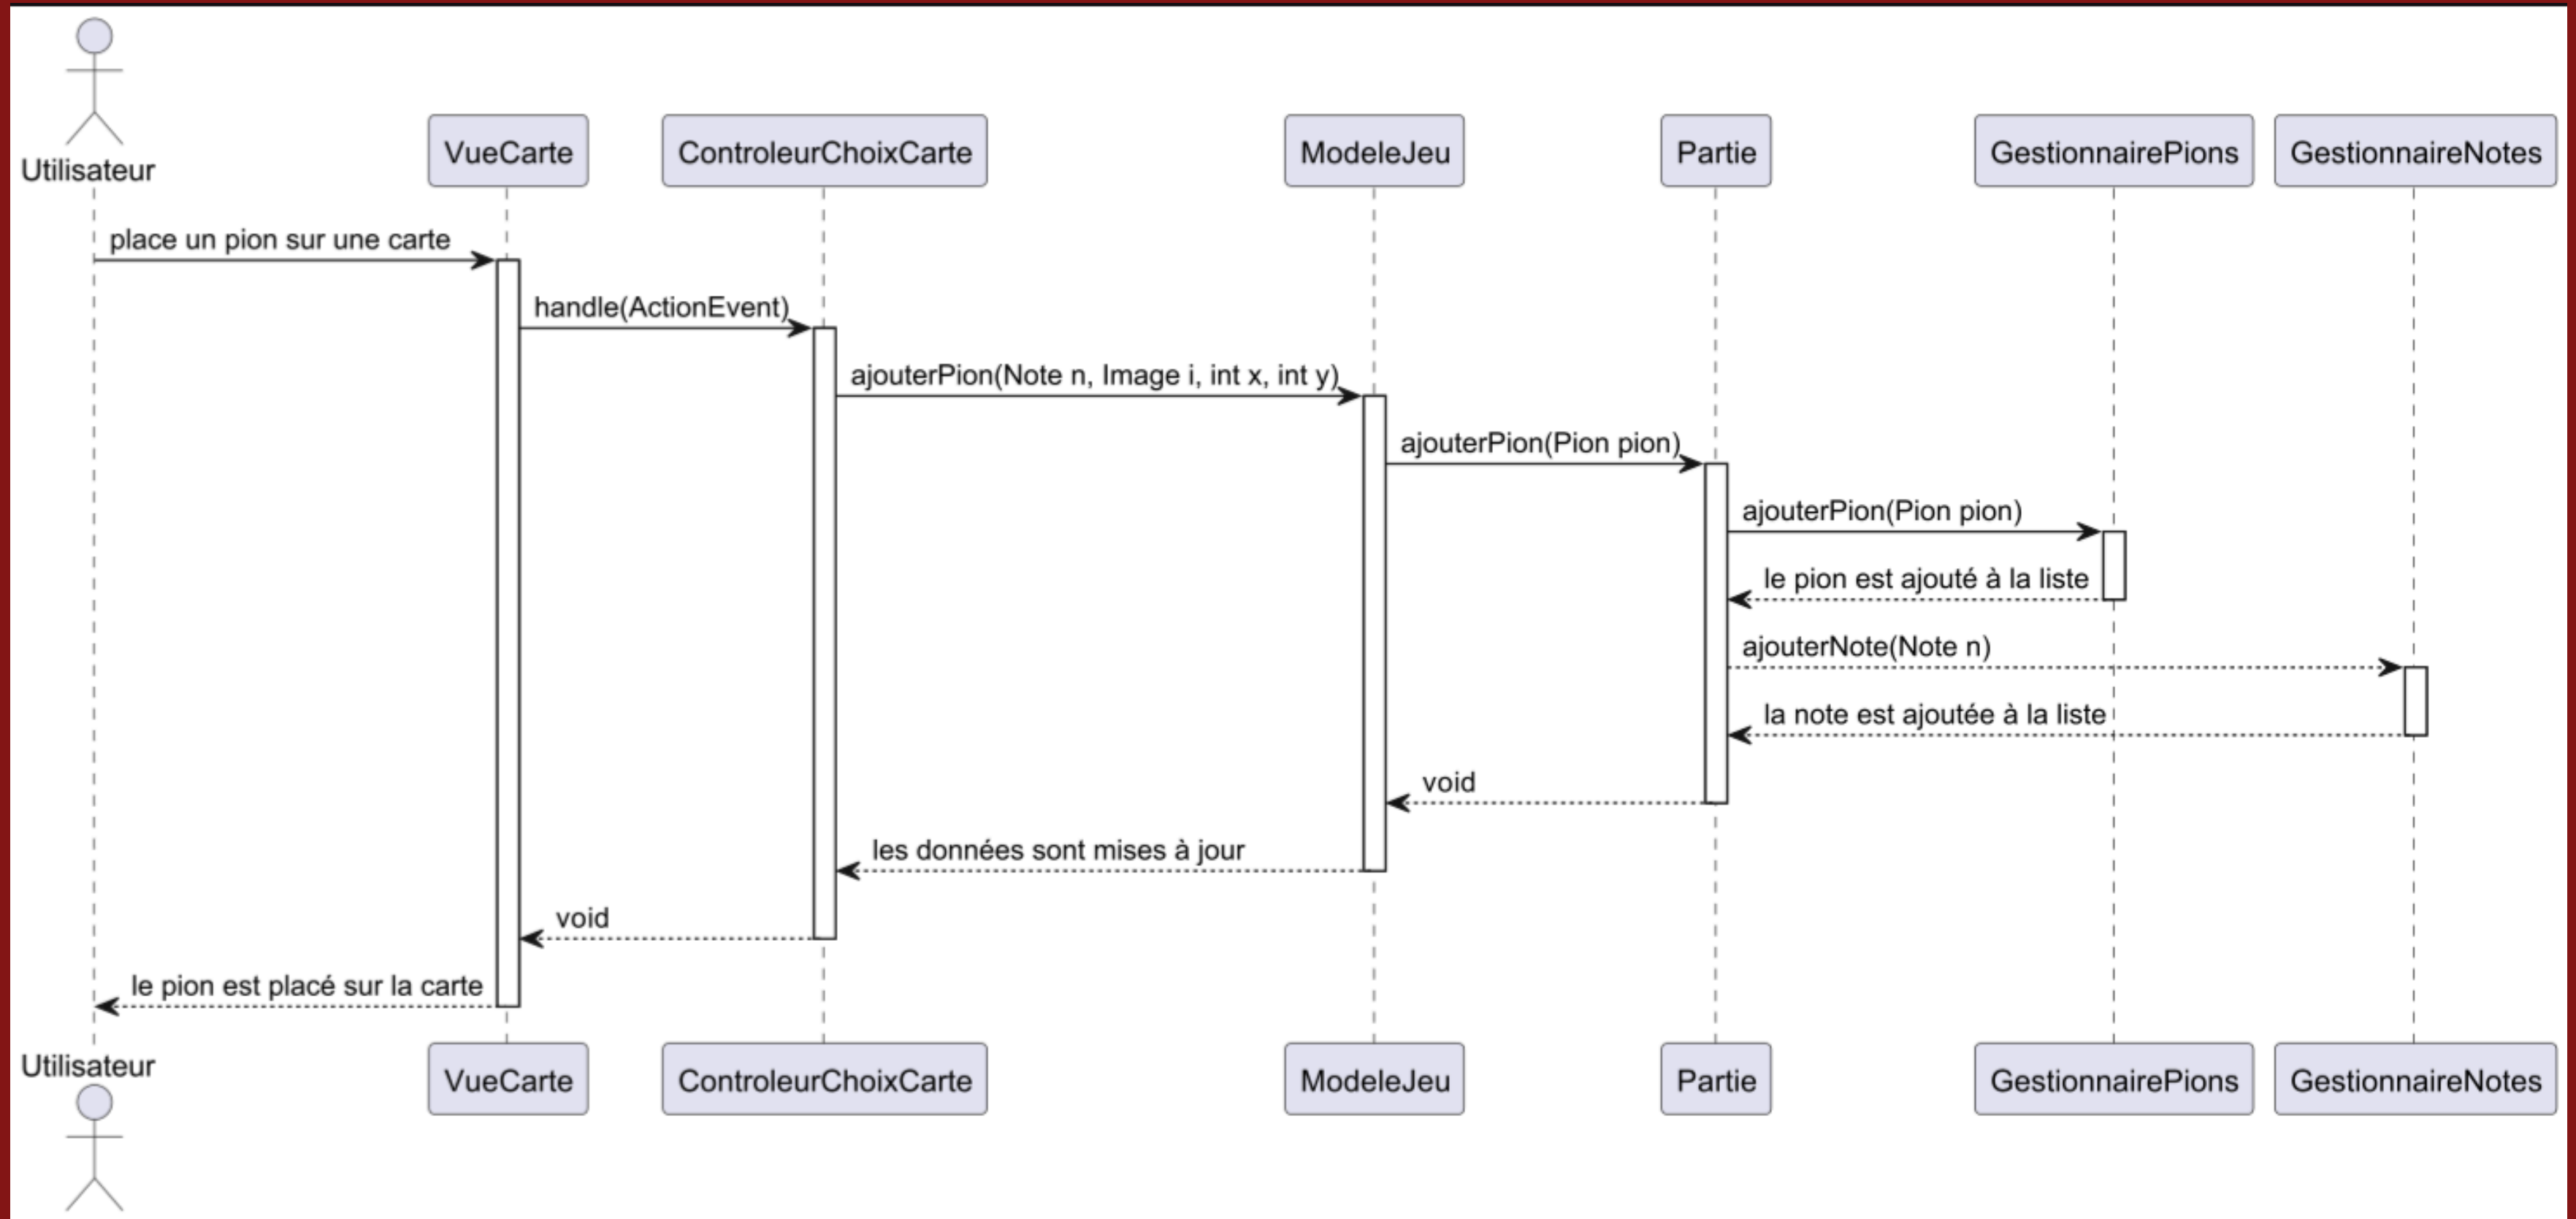 Utilisateur
VueCarte
ControleurChoixCarte
ModeleJeu
Partie
GestionnairePions
GestionnaireNotes
place un pion sur une carte
handle(ActionEvent)
ajouterPion(Note n, Image i, int x, int y)
ajouterPion(Pion pion)
ajouterPion(Pion pion)
le pion est ajouté à la liste
ajouterNote(Note n)
la note est ajoutée à la liste
void
les données sont mises à jour
void
le pion est placé sur la carte
Utilisateur
VueCarte
ControleurChoixCarte
ModeleJeu
Partie
GestionnairePions
GestionnaireNotes